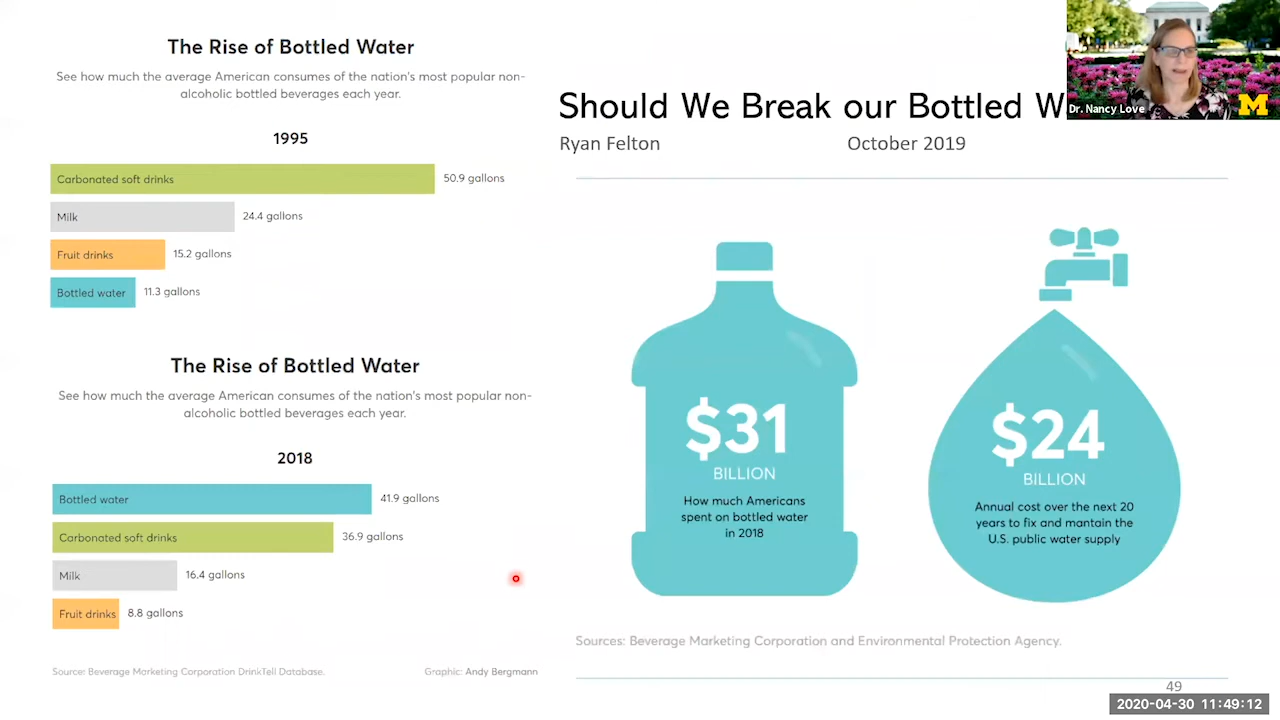 The Rise of Bottled Water
See how much the average American consumes of the nation's most popular non-
alcoholic bottled beverages each year.
1995
Carbonated soft drinks 50.9 gallons
Milk 24.4 gallons
Fruit drinks 15.2 gallons
Bottled water 11.3 gallons
The Rise of Bottled Water
See how much the average American consumes of the nation's most popular non-
alcoholic bottled beverages each year.
2018
Bottled water 41.9 gallons
Carbonated soft drinks 36.9 gallons
Milk 16.4 gallons
Fruit drinks 8.8 gallons
Source: Beverage Marketing Corporation DrinkTell Database. Graphic: Andy Bergmann
Should We Break our Bottled W
Ryan Felton October 2019
$31
BILLION
How much Americans
spent on bottled water
in 2018
$24
BILLION
Annual cost over the next 20
years to fix and mantain the
U.S. public water supply
Sources: Beverage Marketing Corporation and Environmental Protection Agency.
49
Dr. Nancy Love
M
2020-04-30 11:49:12